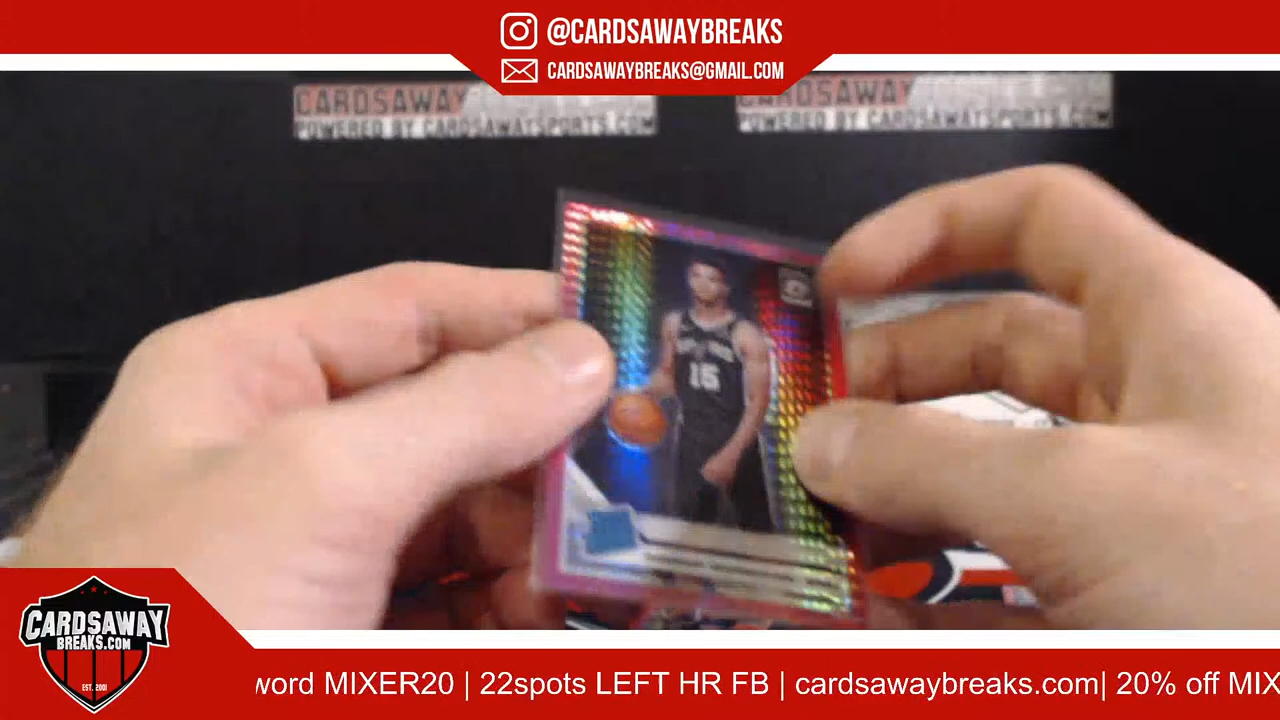 @CARDSAWAYBREAKS
CARDSAWAYBREAKS@GMAIL.COM
CARDSAWAY
POWERED BY CARDSAWAYSPORTS.COM
CARDSAWAY
POWERED BY CARDSAWAYSPORTS.COM
15
CARDSAWAY
BREAKS.COM
EST. 2001
word MIXER20 | 22spots LEFT HR FB | cardsawaybreaks.com| 20% off MIX